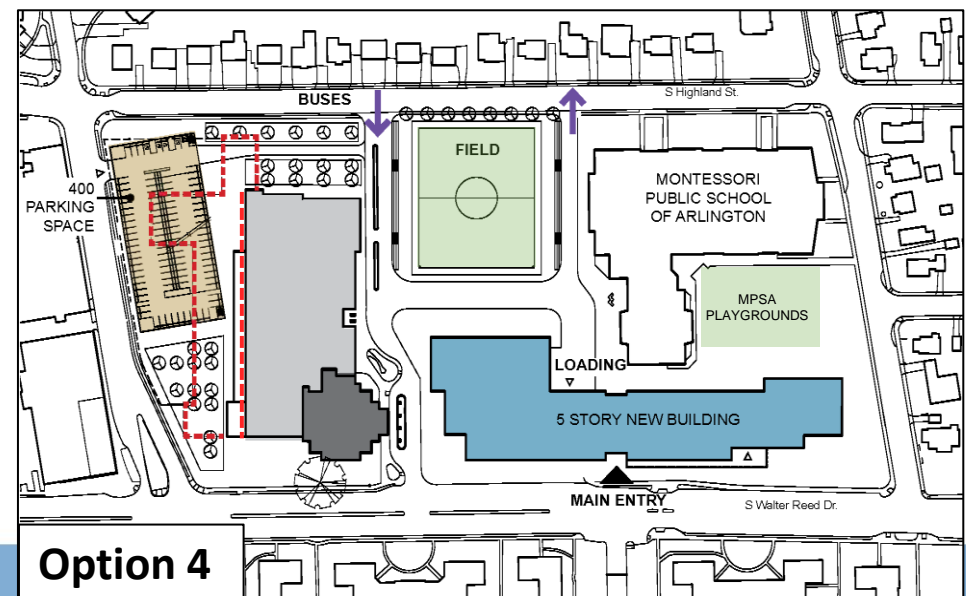 S Highland St.
BUSES
FIELD
400
PARKING
SPACE
MONTESSORI
PUBLIC SCHOOL
OF ARLINGTON
MPSA
PLAYGROUNDS
LOADING
5 STORY NEW BUILDING
MAIN ENTRY
S Walter Reed Dr.
Option 4